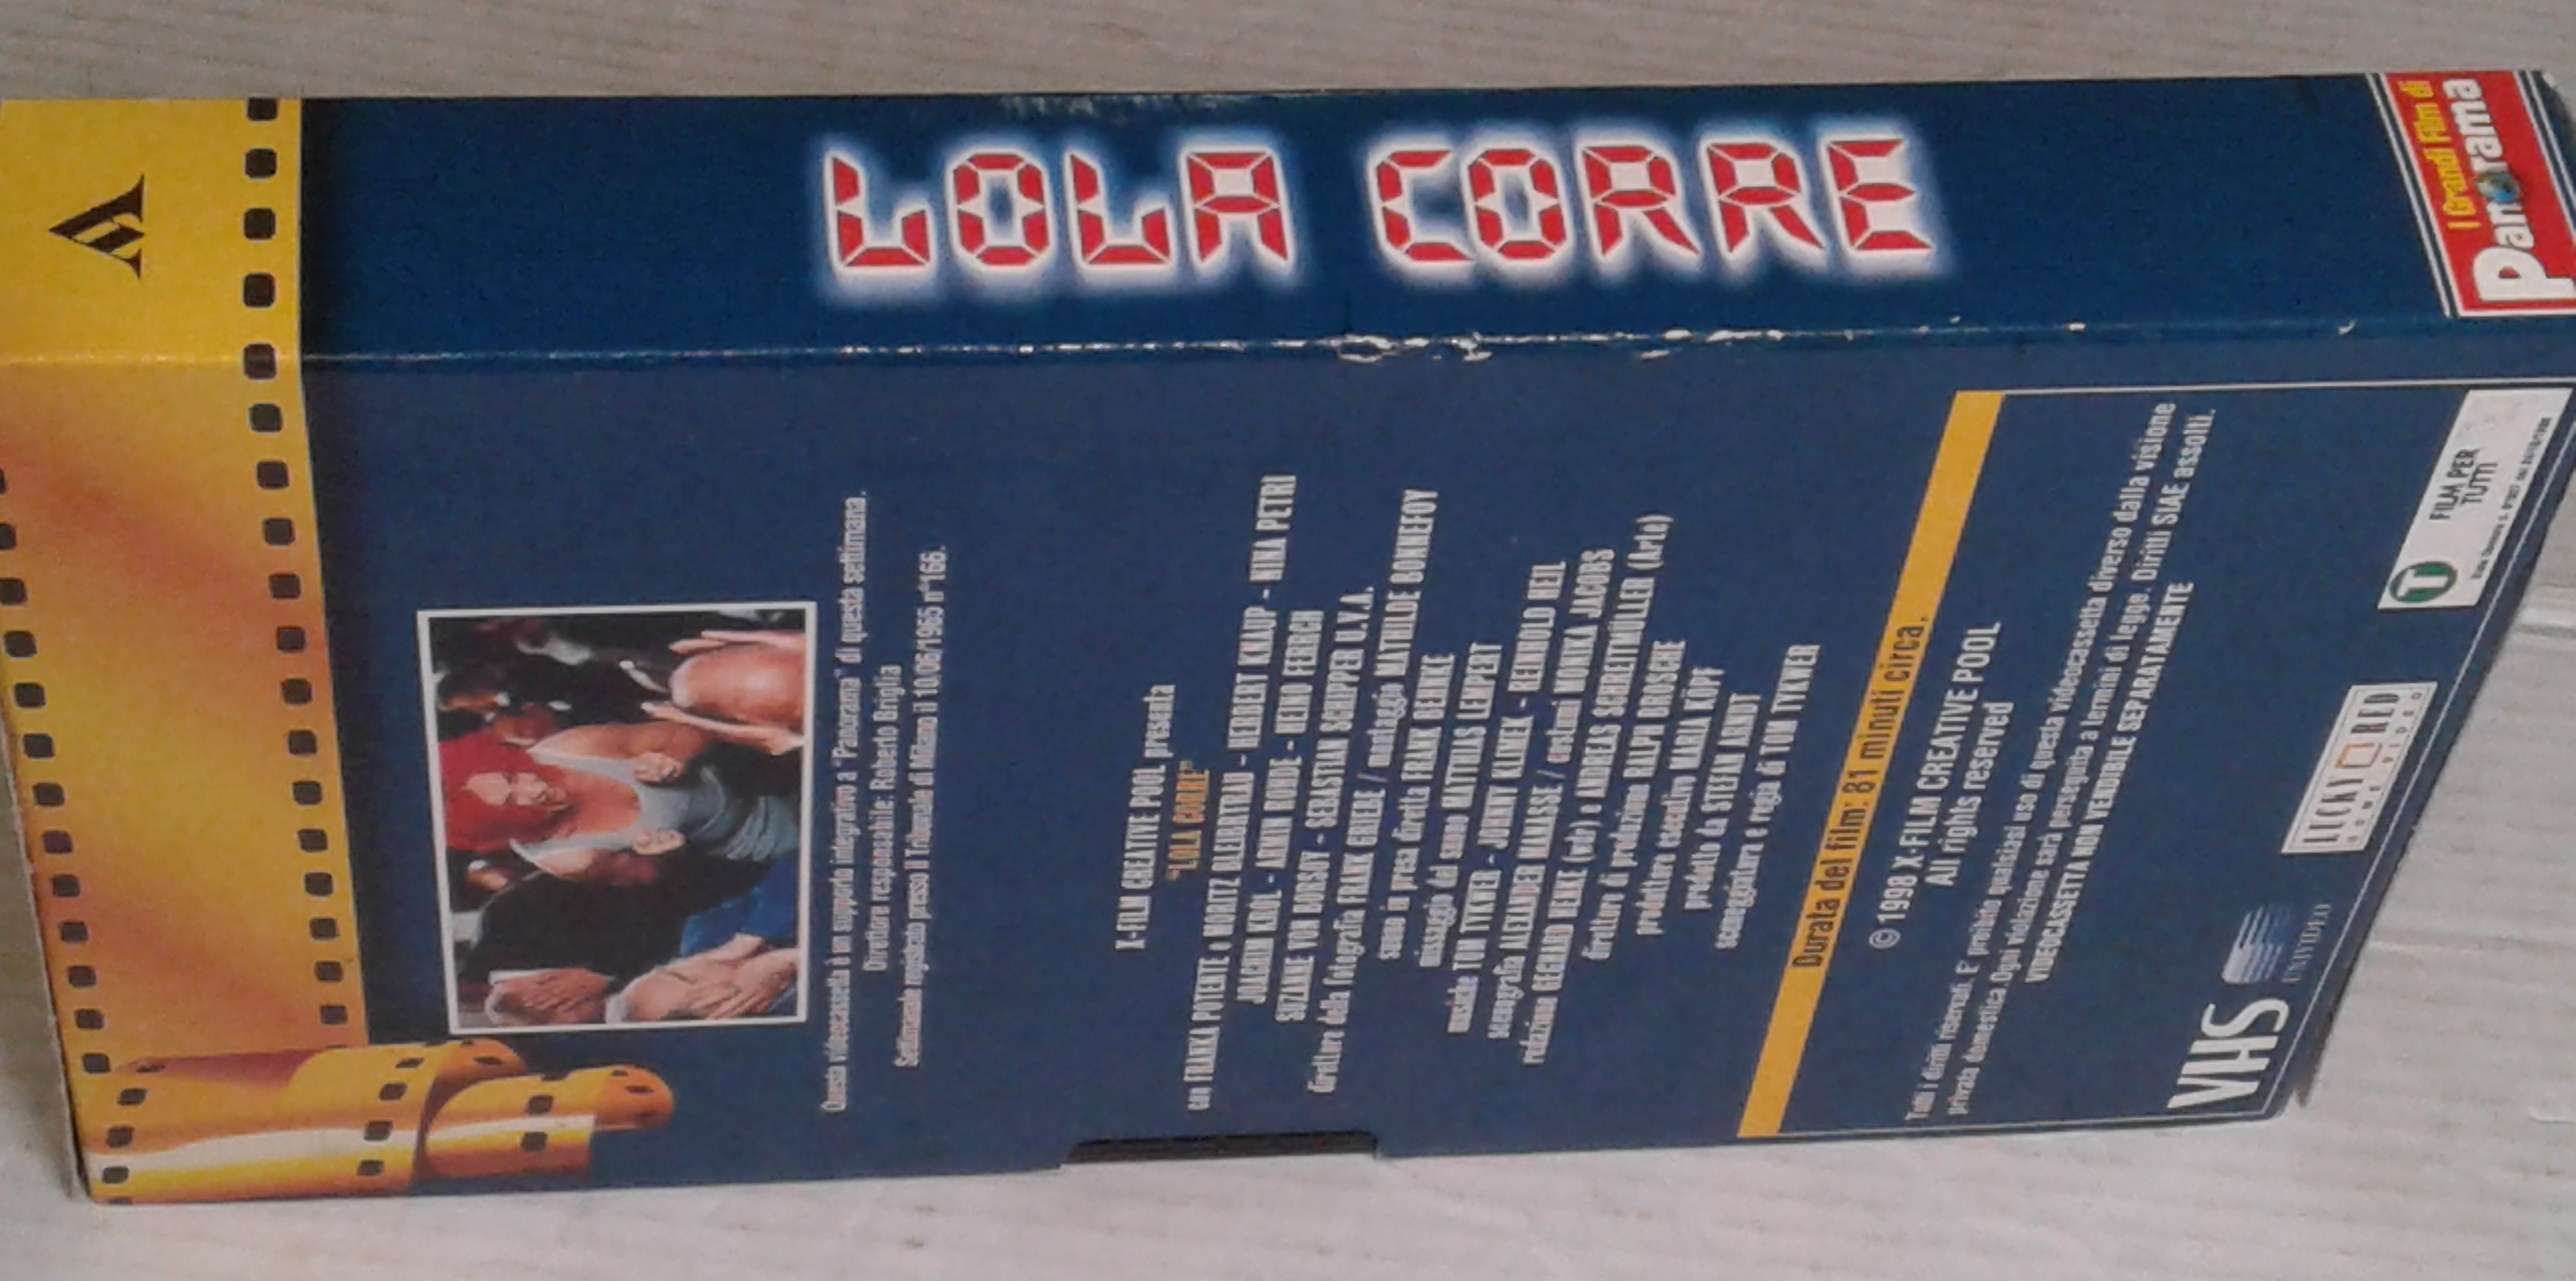 LOLA CORRE
I Grandi Film di
Panorama
Questa videocassetta è un supporto integrativo a "Panorama" di questa settimana.
Direttore responsabile: Roberto Briglia
Settimanale registrato presso il Tribunale di Milano il 10/06/1965 n°166.
X-FILM CREATIVE POOL presenta
"LOLA CORRE"
con FRANKA POTENTE e MORITZ BLEIBTREU - HERBERT KNAUP - NINA PETRI
JOACHIM KROL - ARMIN ROHDE - HEINO FERRCH
SUZANNE VON BORSODY - SEBASTIAN SCHIPPER U.V.A.
direttore della fotografia FRANK GRIEBE / montaggio MATHILDE BONNEFOY
suono in presa diretta FRANK BEHNKE
missaggio del suono MATTHIAS LEMPERT
musiche TOM TYKWER - JOHNNY KLIMEK - REINHOLD HEIL
scenografia ALEXANDER MANASSE / costumi MONIKA JACOBS
redazione GEBHARD HENKE (wdr) e ANDREAS SCHREITMÜLLER (Arte)
direttore di produzione RALPH BROSCHE
produttore esecutivo MARIA KÖPF
prodotto da STEFAN ARNDT
sceneggiatura e regia di TOM TYKWER
Durata del film: 81 minuti circa.
© 1998 X-FILM CREATIVE POOL
All rights reserved
Tutti i diritti riservati. E' proibito qualsiasi uso di questa videocassetta diverso dalla visione
privata domestica. Ogni violazione sarà perseguita a termini di legge. Diritti SIAE assolti.
VIDEOCASSETTA NON VENDIBILE SEPARATAMENTE
VHS
UNIVIDEO
LUCKY RED
HOME VIDEO
T
FILM PER
TUTTI